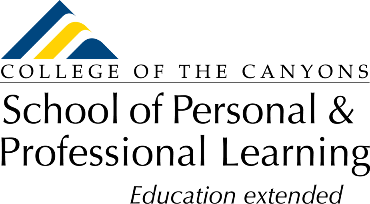 COLLEGE OF THE CANYONS
School of Personal &
Professional Learning
Education extended